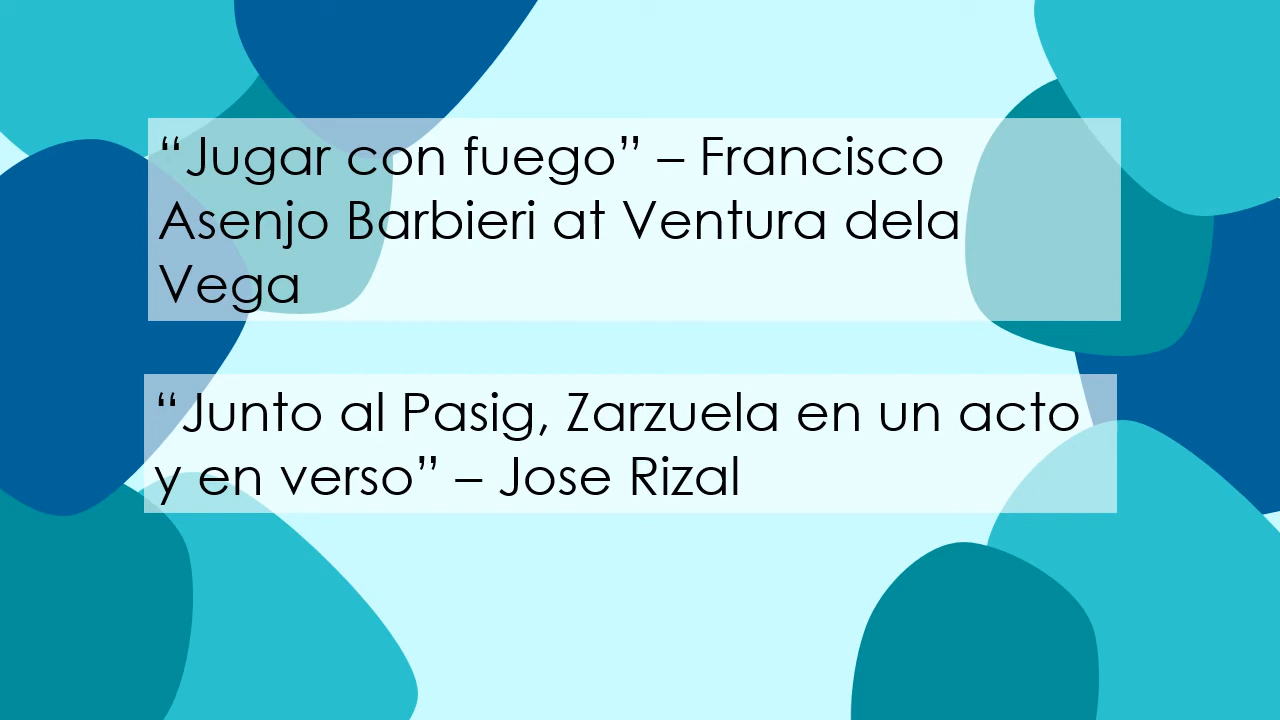 “Jugar con fuego” – Francisco
Asenjo Barbieri at Ventura dela
Vega
“Junto al Pasig, Zarzuela en un acto
y en verso” – Jose Rizal